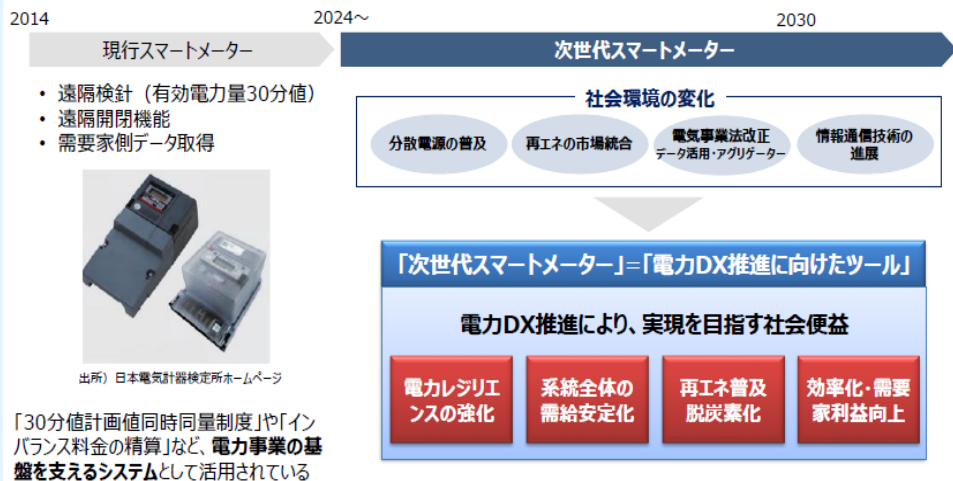 2014
2024～
2030
現行スマートメーター
次世代スマートメーター
• 遠隔検針（有効電力量30分値）
• 遠隔開閉機能
• 需要家側データ取得
出所）日本電気計器検定所ホームページ
「30分値計画値同時同量制度」や「イン
バランス料金の精算」など、電力事業の基
盤を支えるシステムとして活用されている
社会環境の変化
分散電源の普及
再エネの市場統合
電気事業法改正
データ活用・アグリゲーター
情報通信技術の
進展
「次世代スマートメーター」=「電力DX推進に向けたツール」
電力DX推進により、実現を目指す社会便益
電力レジリエ
ンスの強化
系統全体の
需給安定化
再エネ普及
脱炭素化
効率化・需要
家利益向上